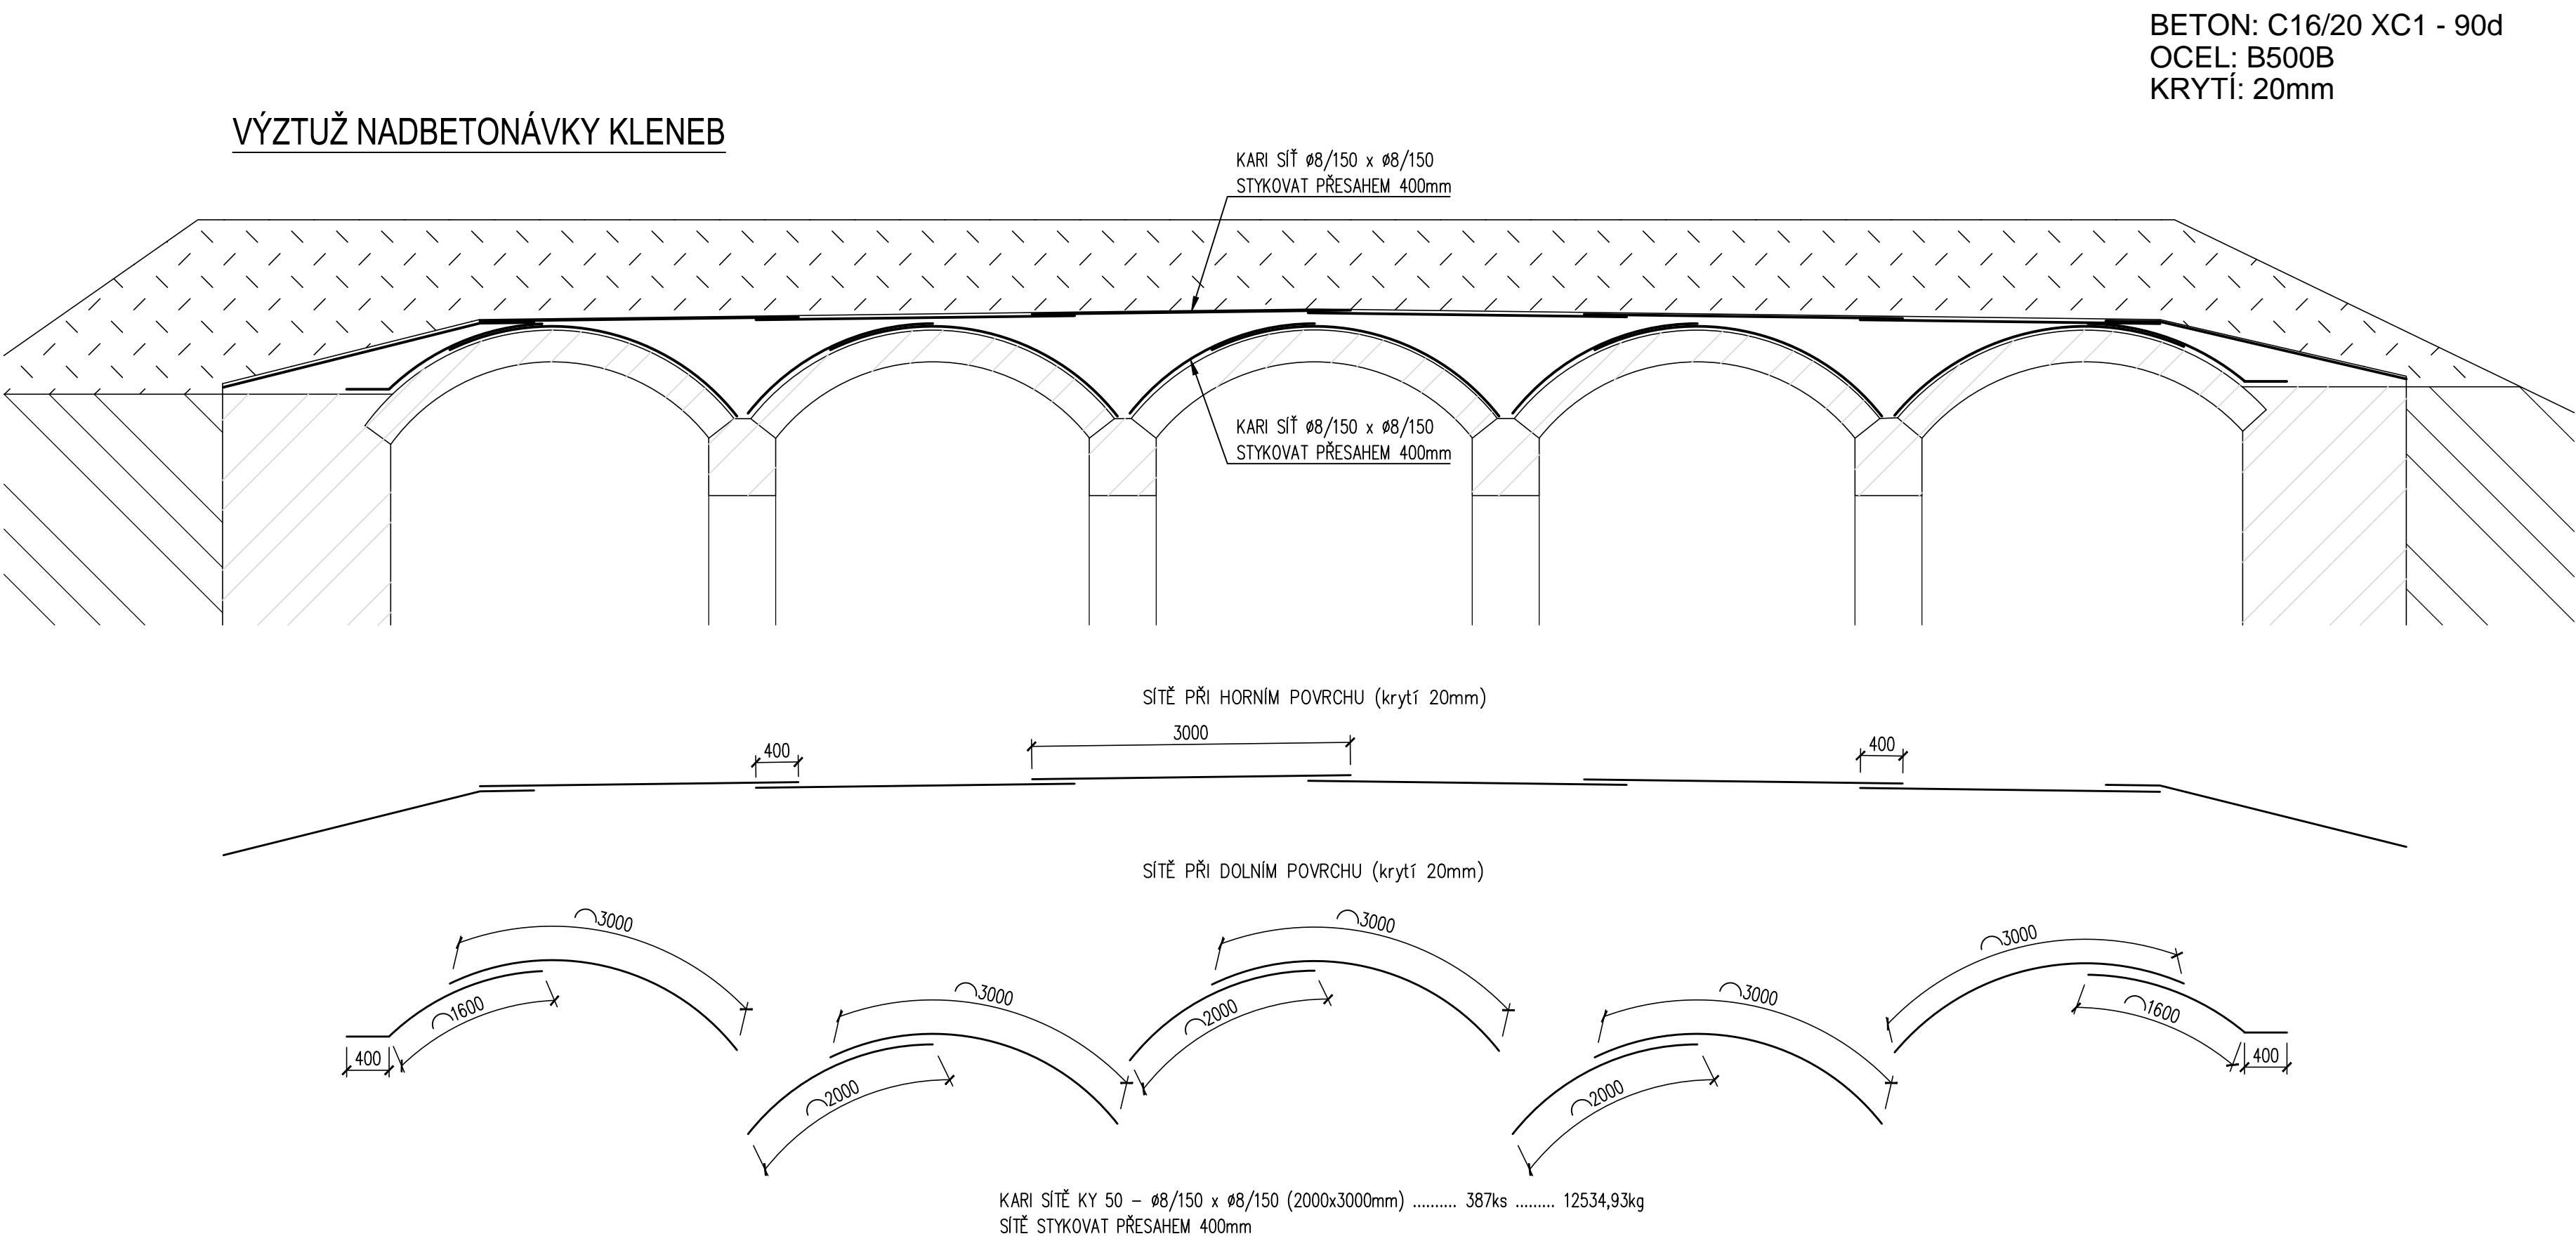 BETON: C16/20 XC1 - 90d
OCEL: B500B
KRYTÍ: 20mm
VÝZTUŽ NADBETONÁVKY KLENEB
KARI SÍŤ ø8/150 x ø8/150
STYKOVAT PŘESAHEM 400mm
KARI SÍŤ ø8/150 x ø8/150
STYKOVAT PŘESAHEM 400mm
SÍTĚ PŘI HORNÍM POVRCHU (krytí 20mm)
3000
400
400
SÍTĚ PŘI DOLNÍM POVRCHU (krytí 20mm)
3000
3000
3000
3000
3000
1600
2000
1600
400
400
2000
2000
KARI SÍTĚ KY 50 – ø8/150 x ø8/150 (2000x3000mm) .......... 387ks ......... 12534,93kg
SÍTĚ STYKOVAT PŘESAHEM 400mm